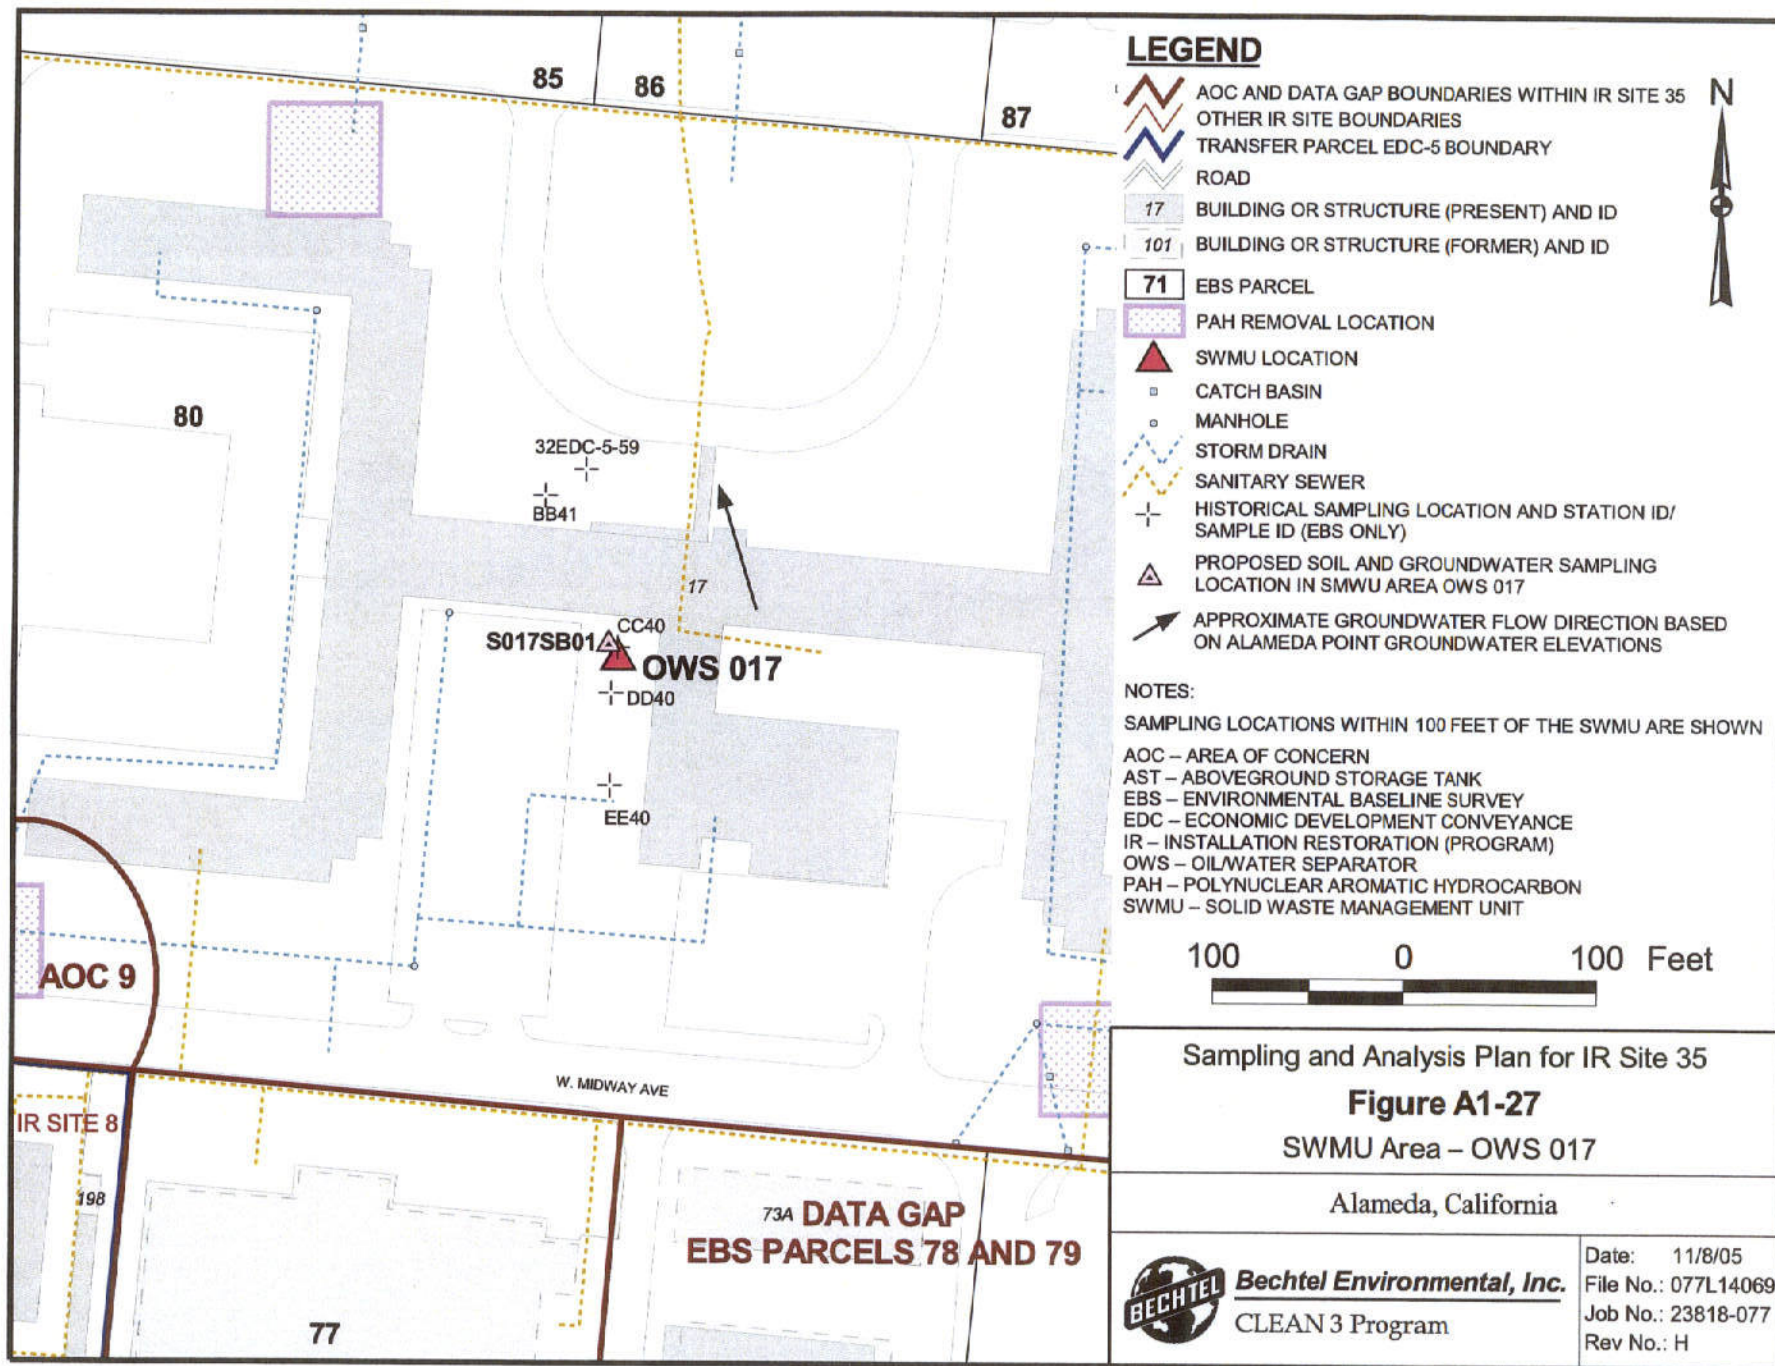 85
86
87
80
32EDC-5-59
BB41
17
CC40
S017SB01
OWS 017
DD40
EE40
AOC 9
W. MIDWAY AVE
IR SITE 8
198
73A
DATA GAP
EBS PARCELS 78 AND 79
77
LEGEND
AOC AND DATA GAP BOUNDARIES WITHIN IR SITE 35
OTHER IR SITE BOUNDARIES
TRANSFER PARCEL EDC-5 BOUNDARY
ROAD
17 BUILDING OR STRUCTURE (PRESENT) AND ID
101 BUILDING OR STRUCTURE (FORMER) AND ID
71 EBS PARCEL
PAH REMOVAL LOCATION
SWMU LOCATION
CATCH BASIN
MANHOLE
STORM DRAIN
SANITARY SEWER
HISTORICAL SAMPLING LOCATION AND STATION ID/
SAMPLE ID (EBS ONLY)
PROPOSED SOIL AND GROUNDWATER SAMPLING
LOCATION IN SMWU AREA OWS 017
APPROXIMATE GROUNDWATER FLOW DIRECTION BASED
ON ALAMEDA POINT GROUNDWATER ELEVATIONS
N
NOTES:
SAMPLING LOCATIONS WITHIN 100 FEET OF THE SWMU ARE SHOWN
AOC – AREA OF CONCERN
AST – ABOVEGROUND STORAGE TANK
EBS – ENVIRONMENTAL BASELINE SURVEY
EDC – ECONOMIC DEVELOPMENT CONVEYANCE
IR – INSTALLATION RESTORATION (PROGRAM)
OWS – OIL/WATER SEPARATOR
PAH – POLYNUCLEAR AROMATIC HYDROCARBON
SWMU – SOLID WASTE MANAGEMENT UNIT
100 0 100 Feet
Sampling and Analysis Plan for IR Site 35
Figure A1-27
SWMU Area – OWS 017
Alameda, California
BECHTEL
Bechtel Environmental, Inc.
CLEAN 3 Program
Date: 11/8/05
File No.: 077L14069
Job No.: 23818-077
Rev No.: H